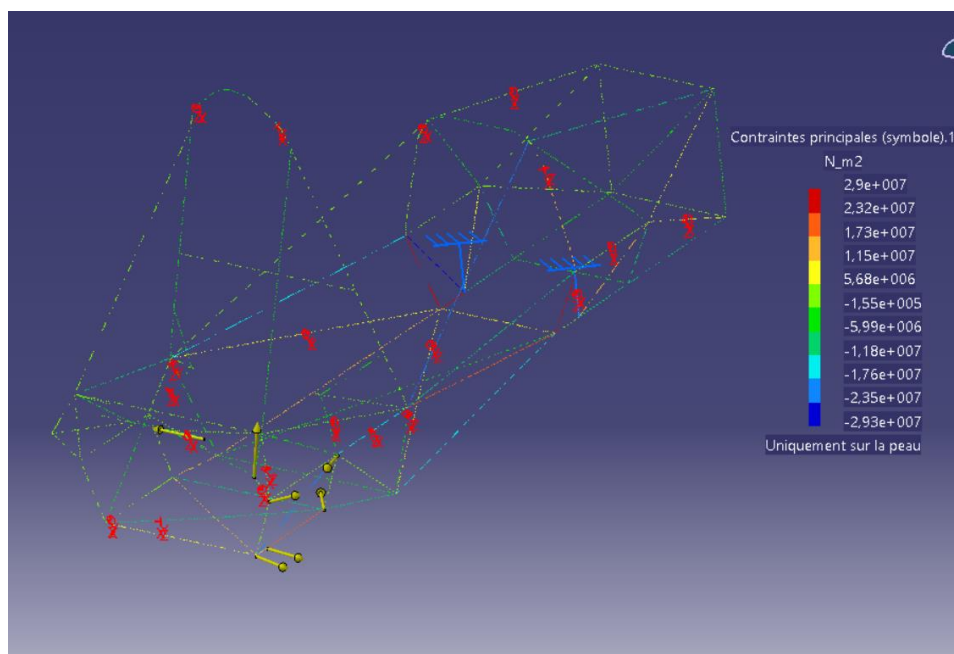 Contraintes principales (symbole).1
N_m2
2,9e+007
2,32e+007
1,73e+007
1,15e+007
5,68e+006
-1,55e+005
-5,99e+006
-1,18e+007
-1,76e+007
-2,35e+007
-2,93e+007
Uniquement sur la peau